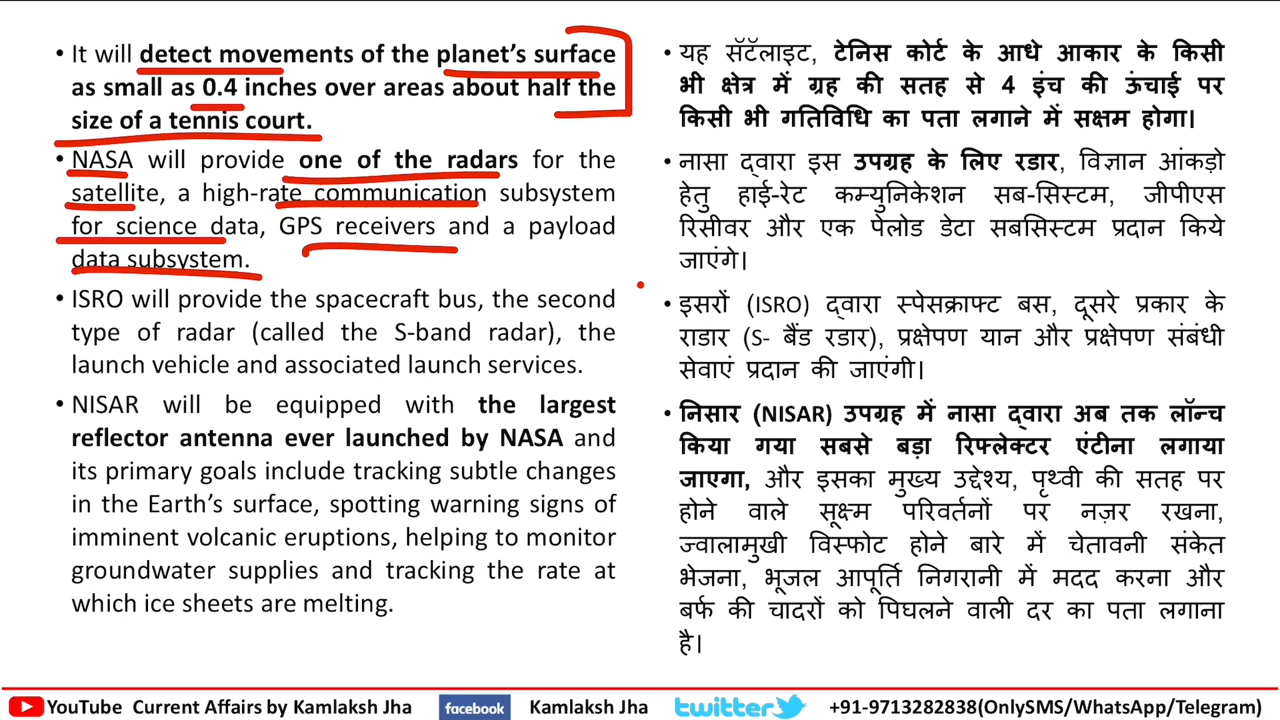 • It will detect movements of the planet's surface
as small as 0.4 inches over areas about half the
size of a tennis court.
• NASA will provide one of the radars for the
satellite, a high-rate communication subsystem
for science data, GPS receivers and a payload
data subsystem.
• ISRO will provide the spacecraft bus, the second
type of radar (called the S-band radar), the
launch vehicle and associated launch services.
• NISAR will be equipped with the largest
reflector antenna ever launched by NASA and
its primary goals include tracking subtle changes
in the Earth's surface, spotting warning signs of
imminent volcanic eruptions, helping to monitor
groundwater supplies and tracking the rate at
which ice sheets are melting.
• यह सॅटॅलाइट, टेनिस कोर्ट के आधे आकार के किसी
भी क्षेत्र में ग्रह की सतह से 4 इंच की ऊंचाई पर
किसी भी गतिविधि का पता लगाने में सक्षम होगा।
• नासा द्वारा इस उपग्रह के लिए रडार, विज्ञान आंकड़ो
हेतु हाई-रेट कम्युनिकेशन सब-सिस्टम, जीपीएस
रिसीवर और एक पेलोड डेटा सबसिस्टम प्रदान किये
जाएंगे।
• इसरों (ISRO) द्वारा स्पेसक्राफ्ट बस, दूसरे प्रकार के
राडार (S- बैंड रडार), प्रक्षेपण यान और प्रक्षेपण संबंधी
सेवाएं प्रदान की जाएंगी।
• निसार (NISAR) उपग्रह में नासा द्वारा अब तक लॉन्च
किया गया सबसे बड़ा रिफ्लेक्टर एंटीना लगाया
जाएगा, और इसका मुख्य उद्देश्य, पृथ्वी की सतह पर
होने वाले सूक्ष्म परिवर्तनों पर नज़र रखना,
ज्वालामुखी विस्फोट होने बारे में चेतावनी संकेत
भेजना, भूजल आपूर्ति निगरानी में मदद करना और
बर्फ की चादरों को पिघलने वाली दर का पता लगाना
है।
YouTube Current Affairs by Kamlaksh Jha facebook Kamlaksh Jha twitter +91-9713282838(OnlySMS/WhatsApp/Telegram)